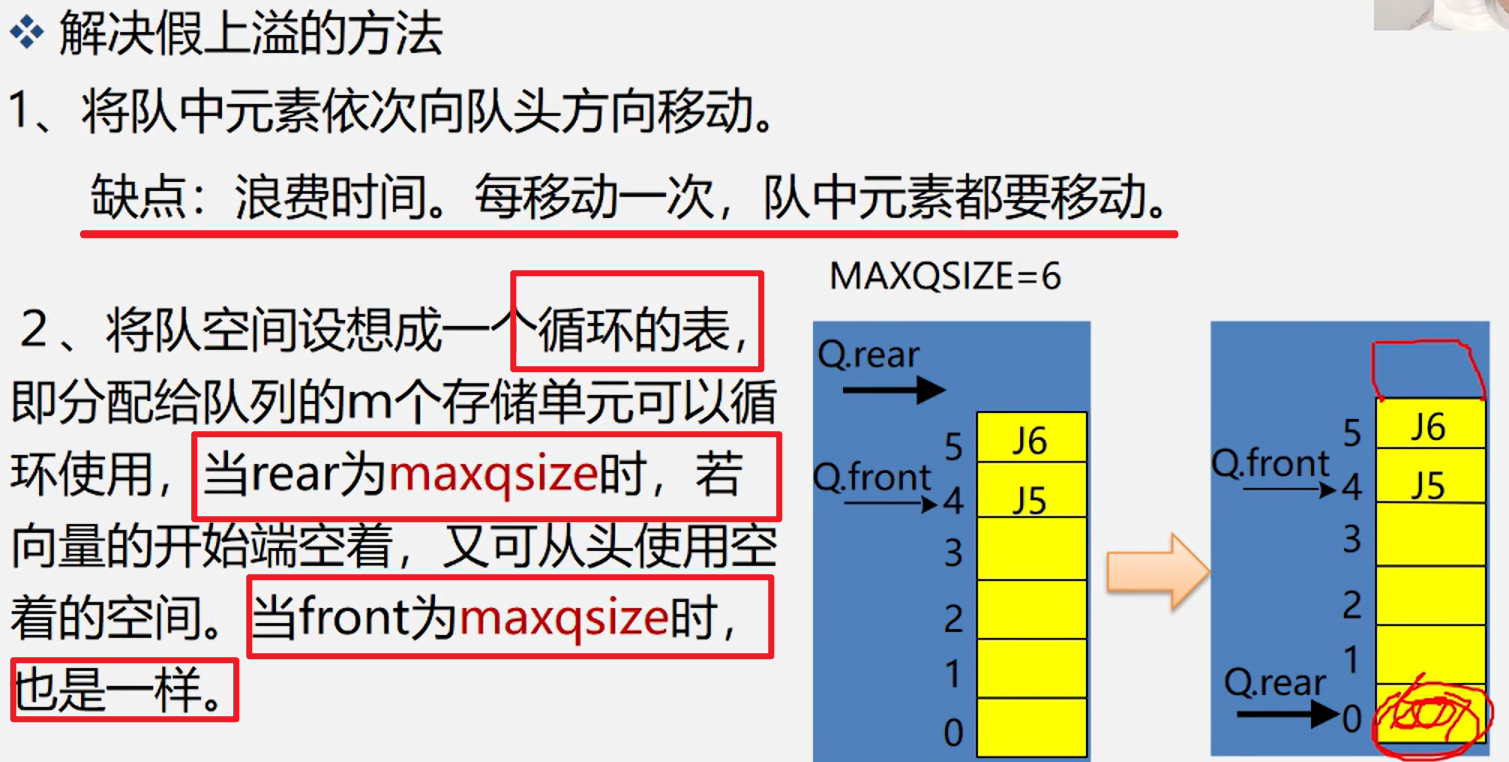 ❖ 解决假上溢的方法
1、将队中元素依次向队头方向移动。
缺点：浪费时间。每移动一次，队中元素都要移动。
２、将队空间设想成一个循环的表，
即分配给队列的m个存储单元可以循
环使用，当rear为maxqsize时，若
向量的开始端空着，又可从头使用空
着的空间。当front为maxqsize时，
也是一样。
MAXQSIZE=6
Q.rear
5 J6
Q.front 4 J5
3
2
1
0
5 J6
Q.front 4 J5
3
2
1
Q.rear 0